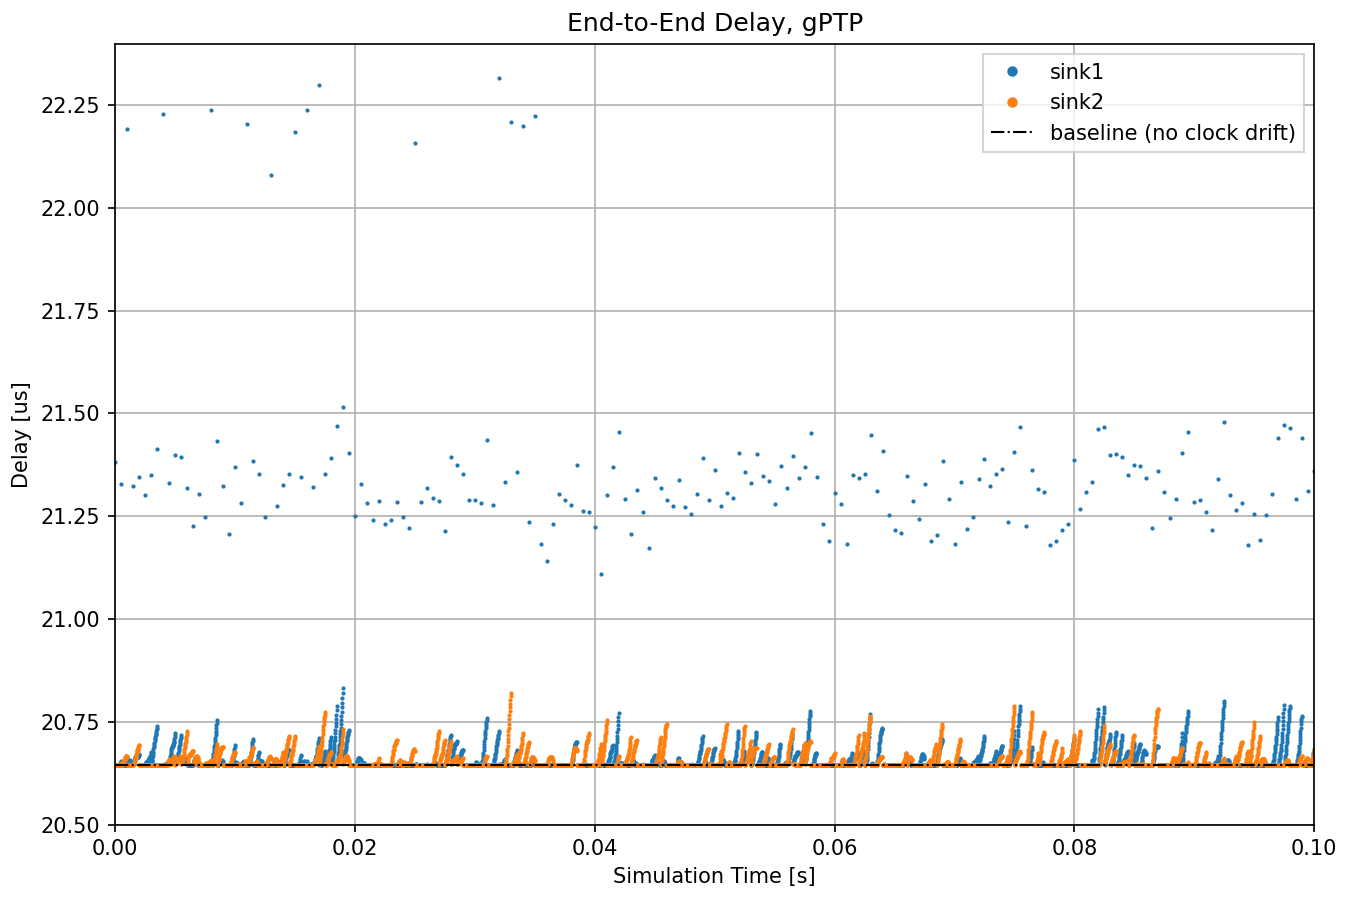 End-to-End Delay, gPTP
sink1
sink2
baseline (no clock drift)
Delay [us]
22.25
22.00
21.75
21.50
21.25
21.00
20.75
20.50
0.00 0.02 0.04 0.06 0.08 0.10
Simulation Time [s]